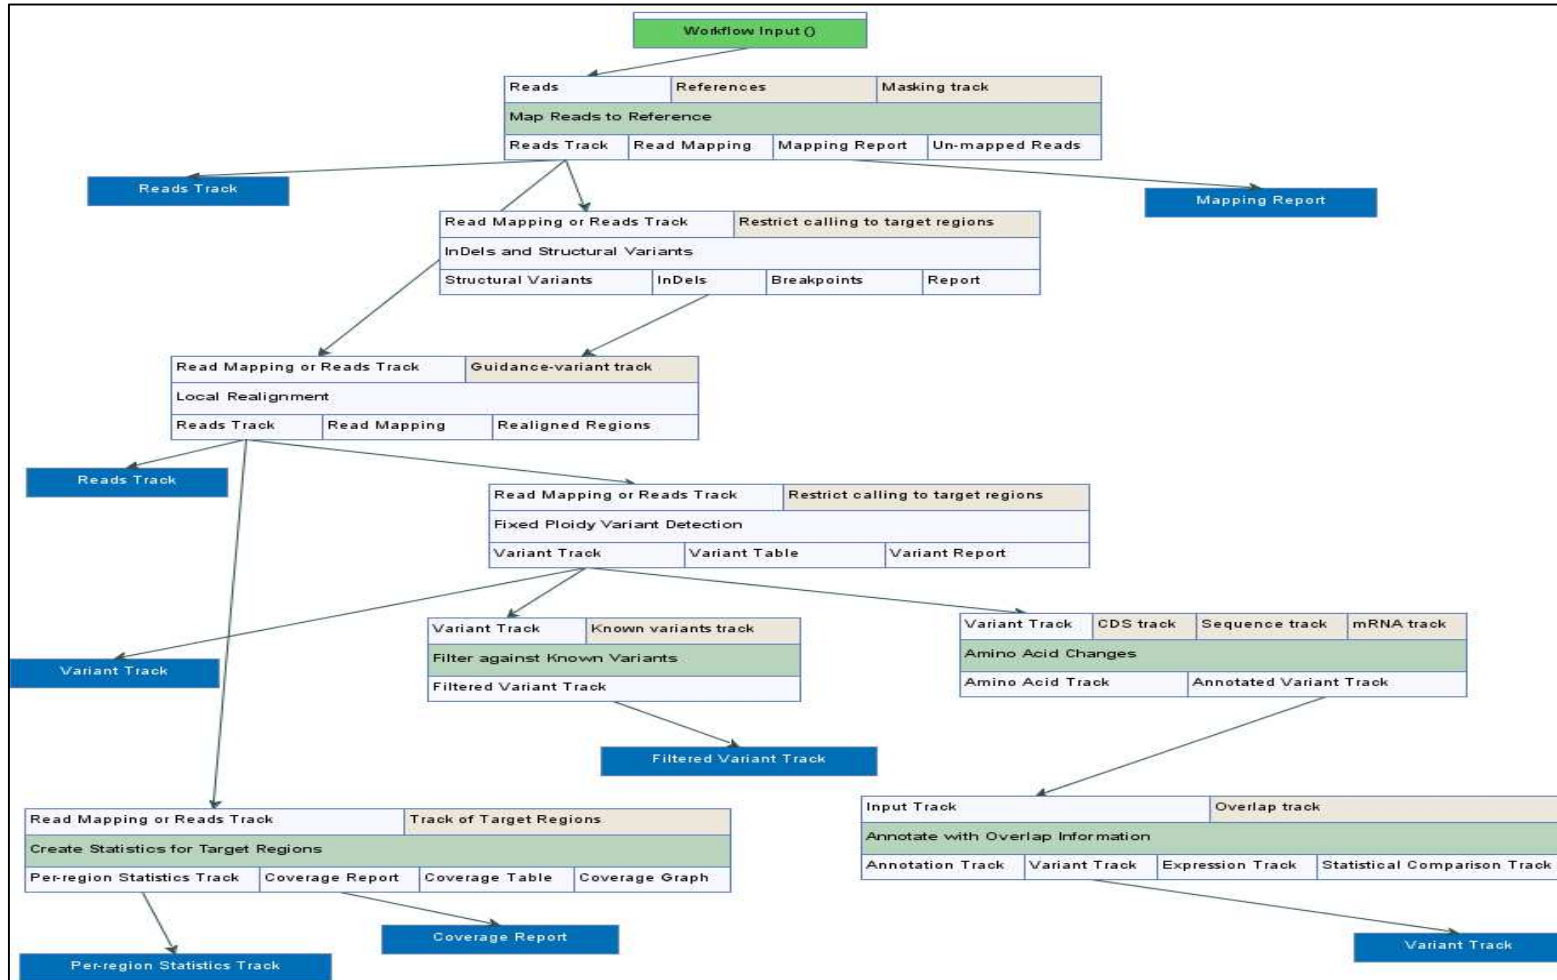 Workflow Input ()
Reads References Masking track
Map Reads to Reference
Reads Track Read Mapping Mapping Report Un-mapped Reads
Reads Track
Mapping Report
Read Mapping or Reads Track Restrict calling to target regions
InDels and Structural Variants
Structural Variants InDels Breakpoints Report
Read Mapping or Reads Track Guidance-variant track
Local Realignment
Reads Track Read Mapping Realigned Regions
Reads Track
Read Mapping or Reads Track Restrict calling to target regions
Fixed Ploidy Variant Detection
Variant Track Variant Table Variant Report
Variant Track
Variant Track Known variants track
Filter against Known Variants
Filtered Variant Track
Variant Track CDS track Sequence track mRNA track
Amino Acid Changes
Amino Acid Track Annotated Variant Track
Filtered Variant Track
Read Mapping or Reads Track Track of Target Regions
Create Statistics for Target Regions
Per-region Statistics Track Coverage Report Coverage Table Coverage Graph
Input Track Overlap track
Annotate with Overlap Information
Annotation Track Variant Track Expression Track Statistical Comparison Track
Coverage Report
Variant Track
Per-region Statistics Track